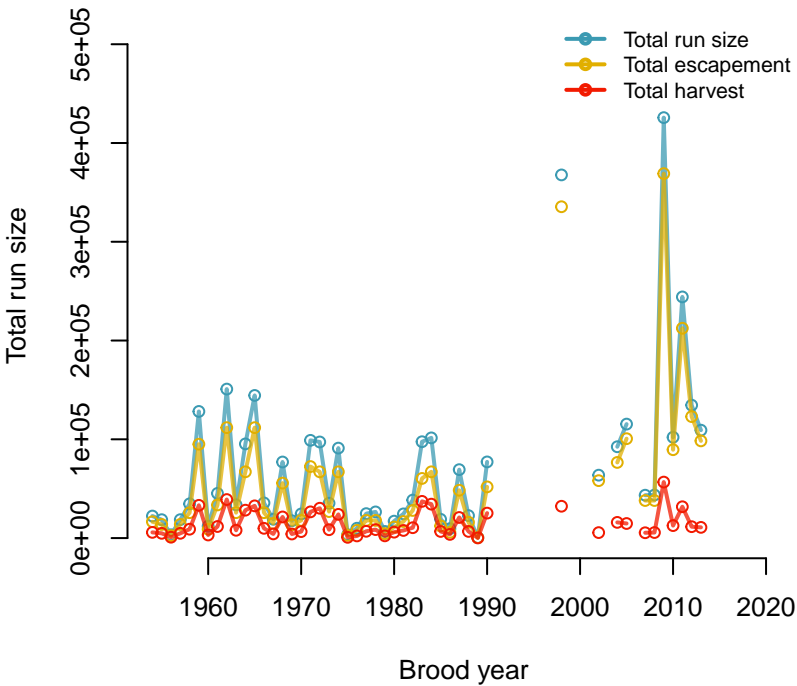 Total run size
Total escapement
Total harvest
5e+05
4e+05
3e+05
2e+05
1e+05
0e+00
Total run size
1960
1970
1980
1990
2000
2010
2020
Brood year